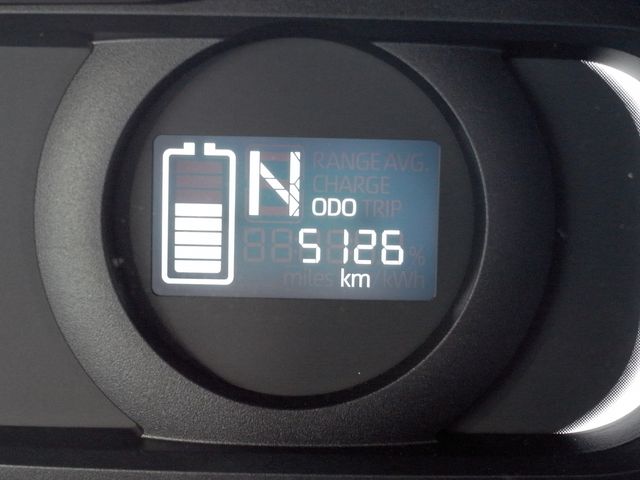 N
RANGE AVG.
CHARGE
ODO TRIP
5126 %
miles km/kWh